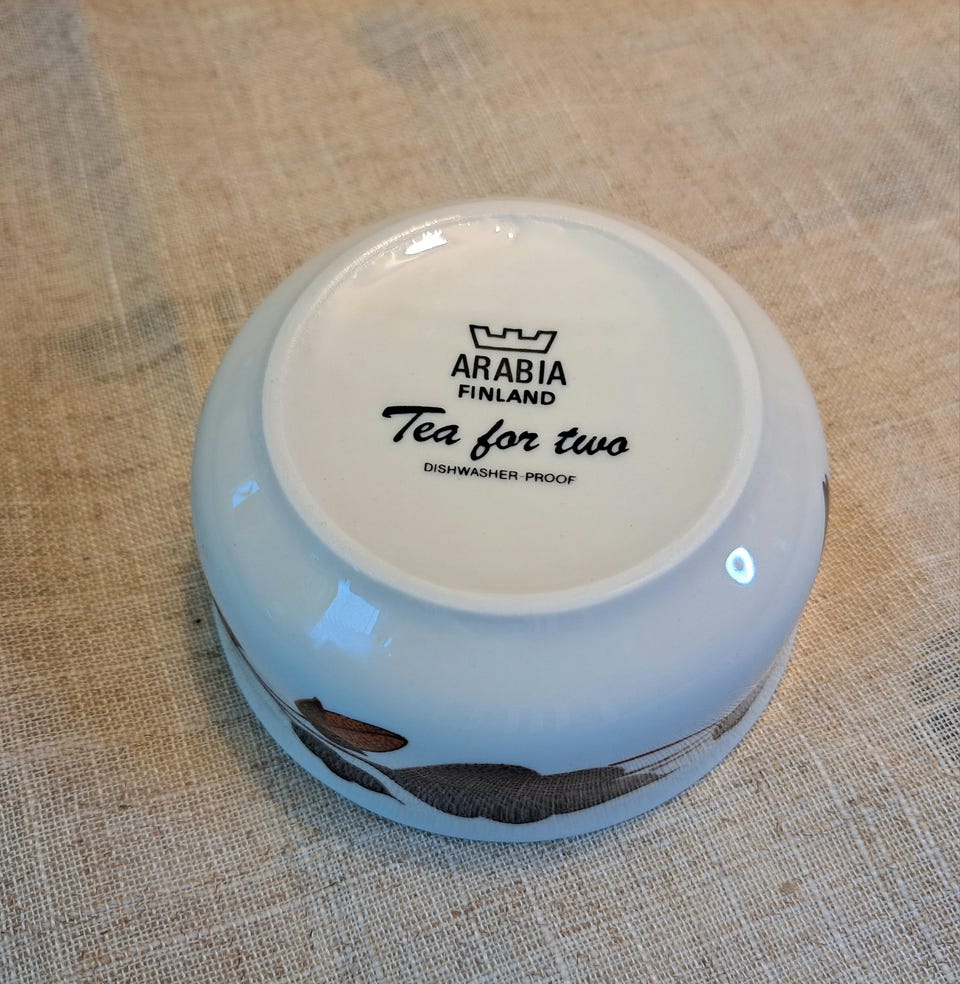 ARABIA
FINLAND
Tea for two
DISHWASHER-PROOF